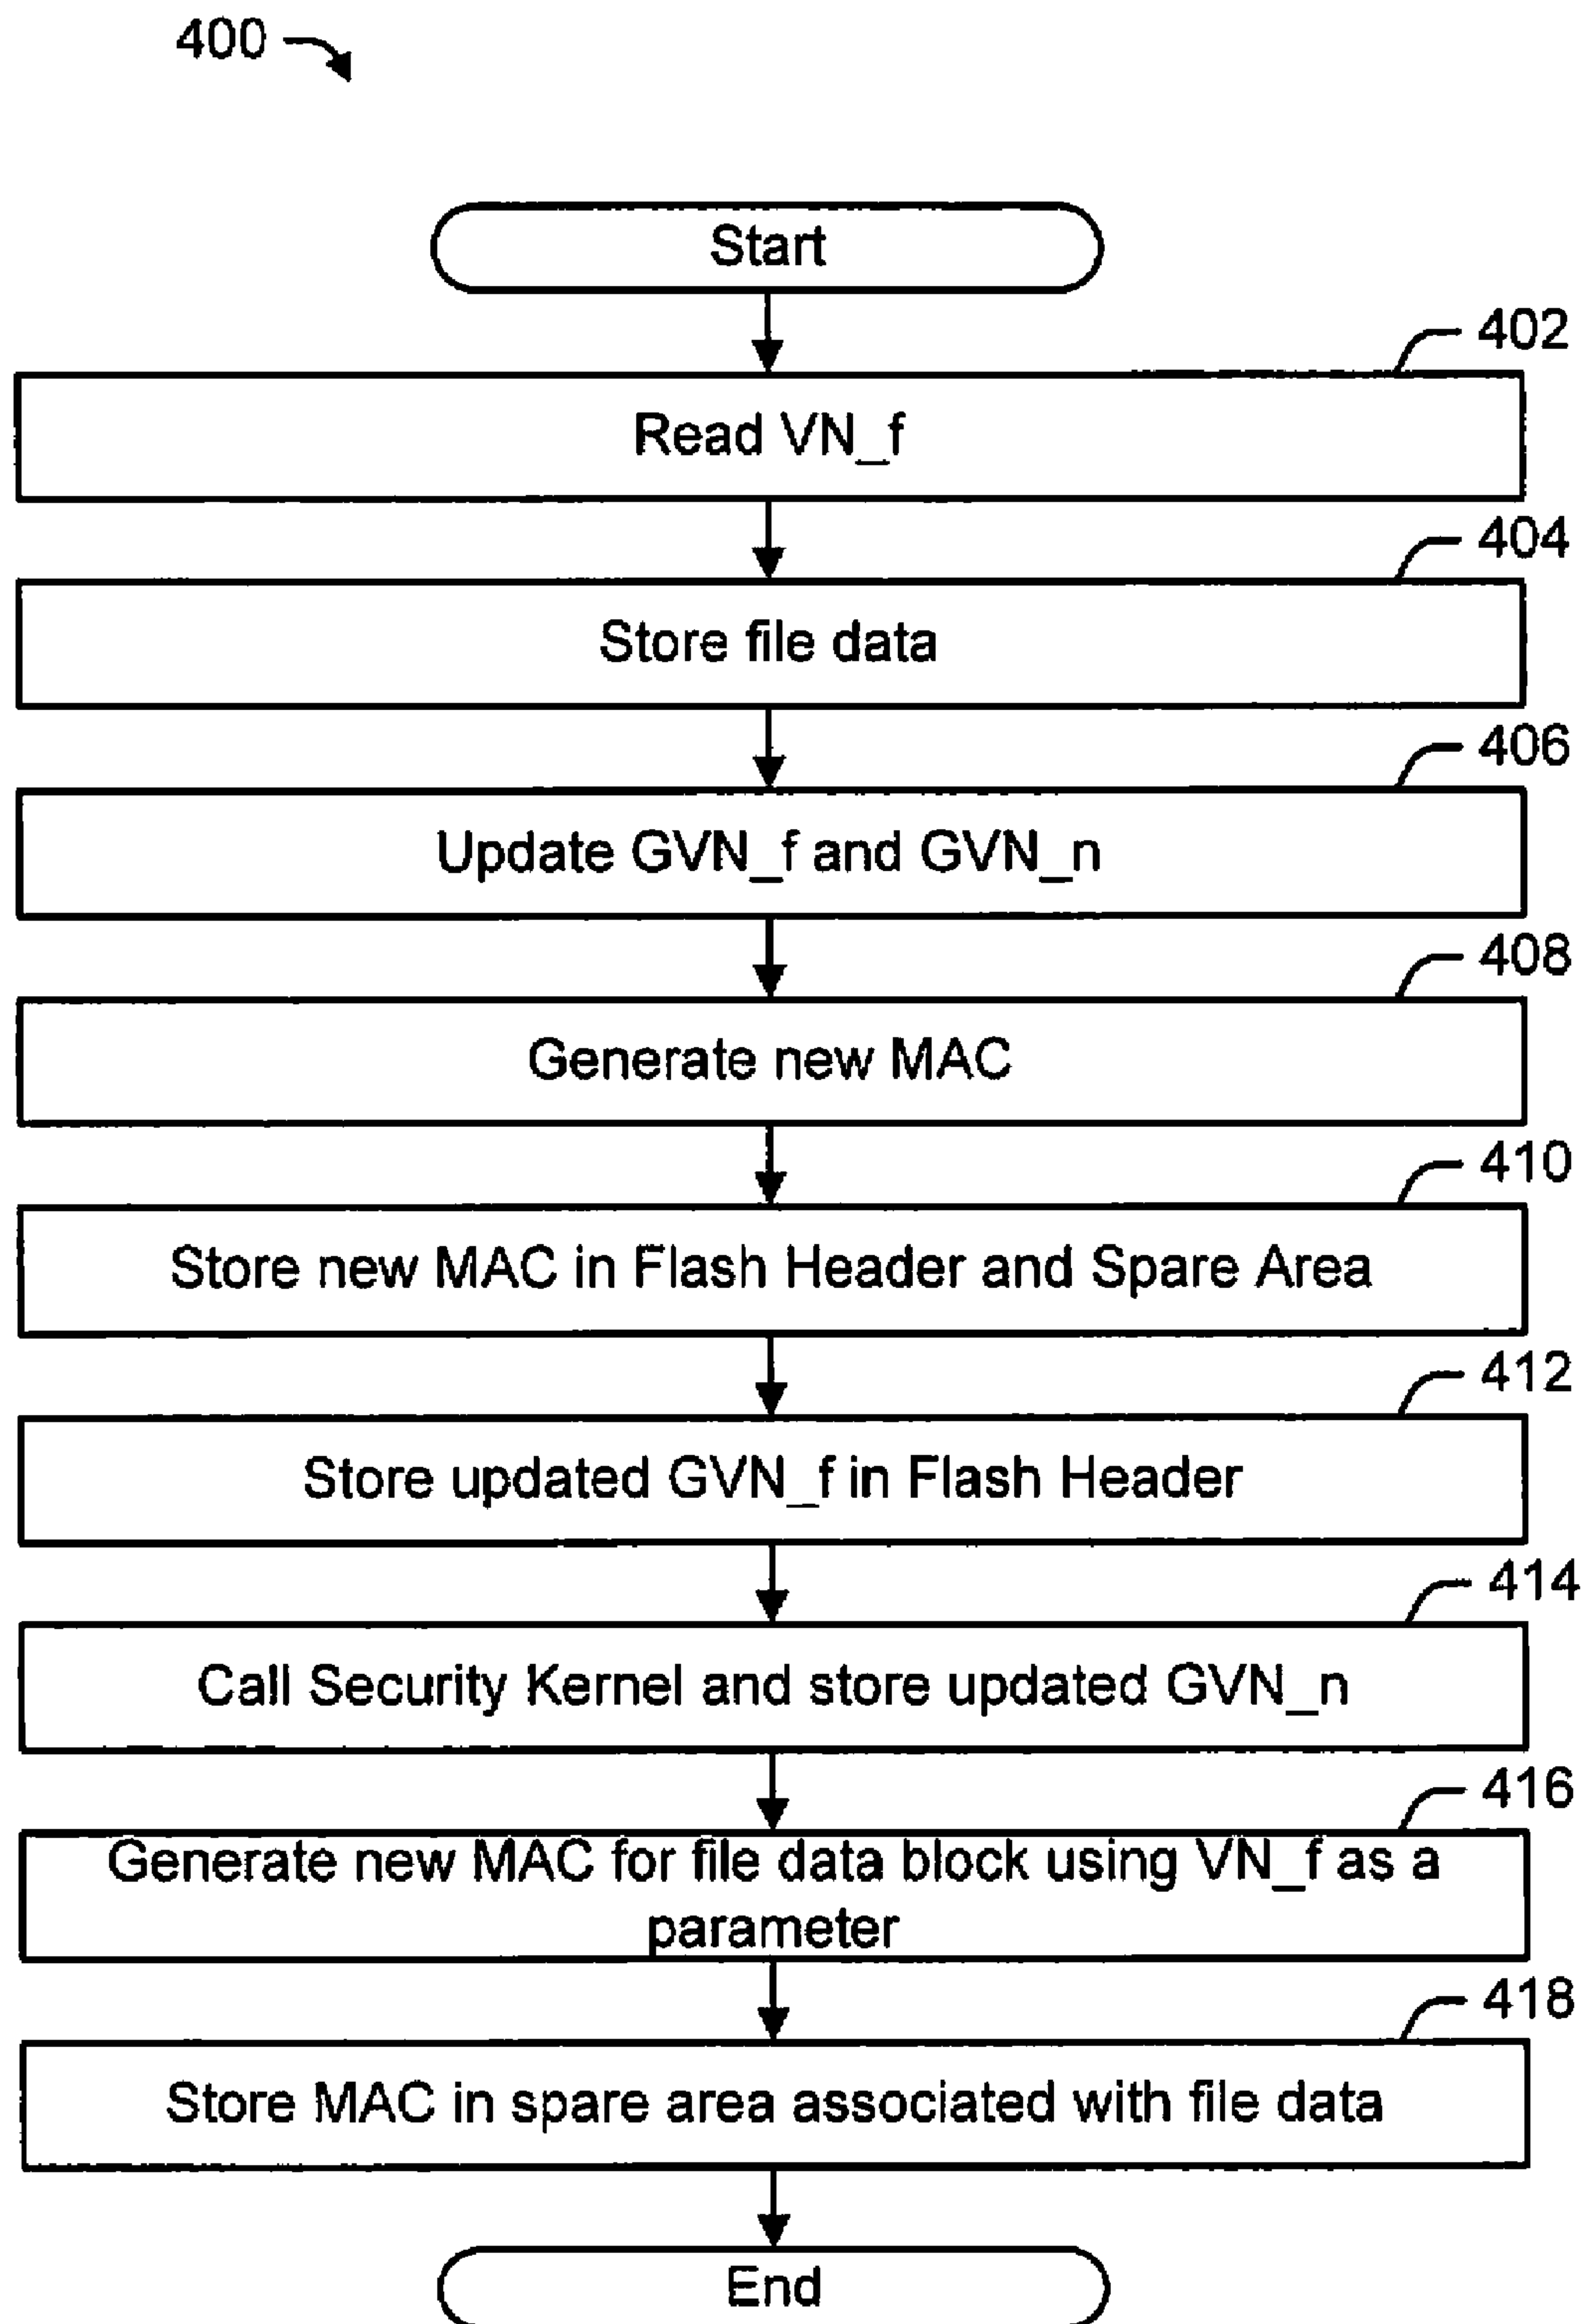 400
Start
402
Read VN_f
404
Store file data
406
Update GVN_f and GVN_n
408
Generate new MAC
410
Store new MAC in Flash Header and Spare Area
412
Store updated GVN_f in Flash Header
414
Call Security Kernel and store updated GVN_n
416
Generate new MAC for file data block using VN_f as a
parameter
418
Store MAC in spare area associated with file data
End